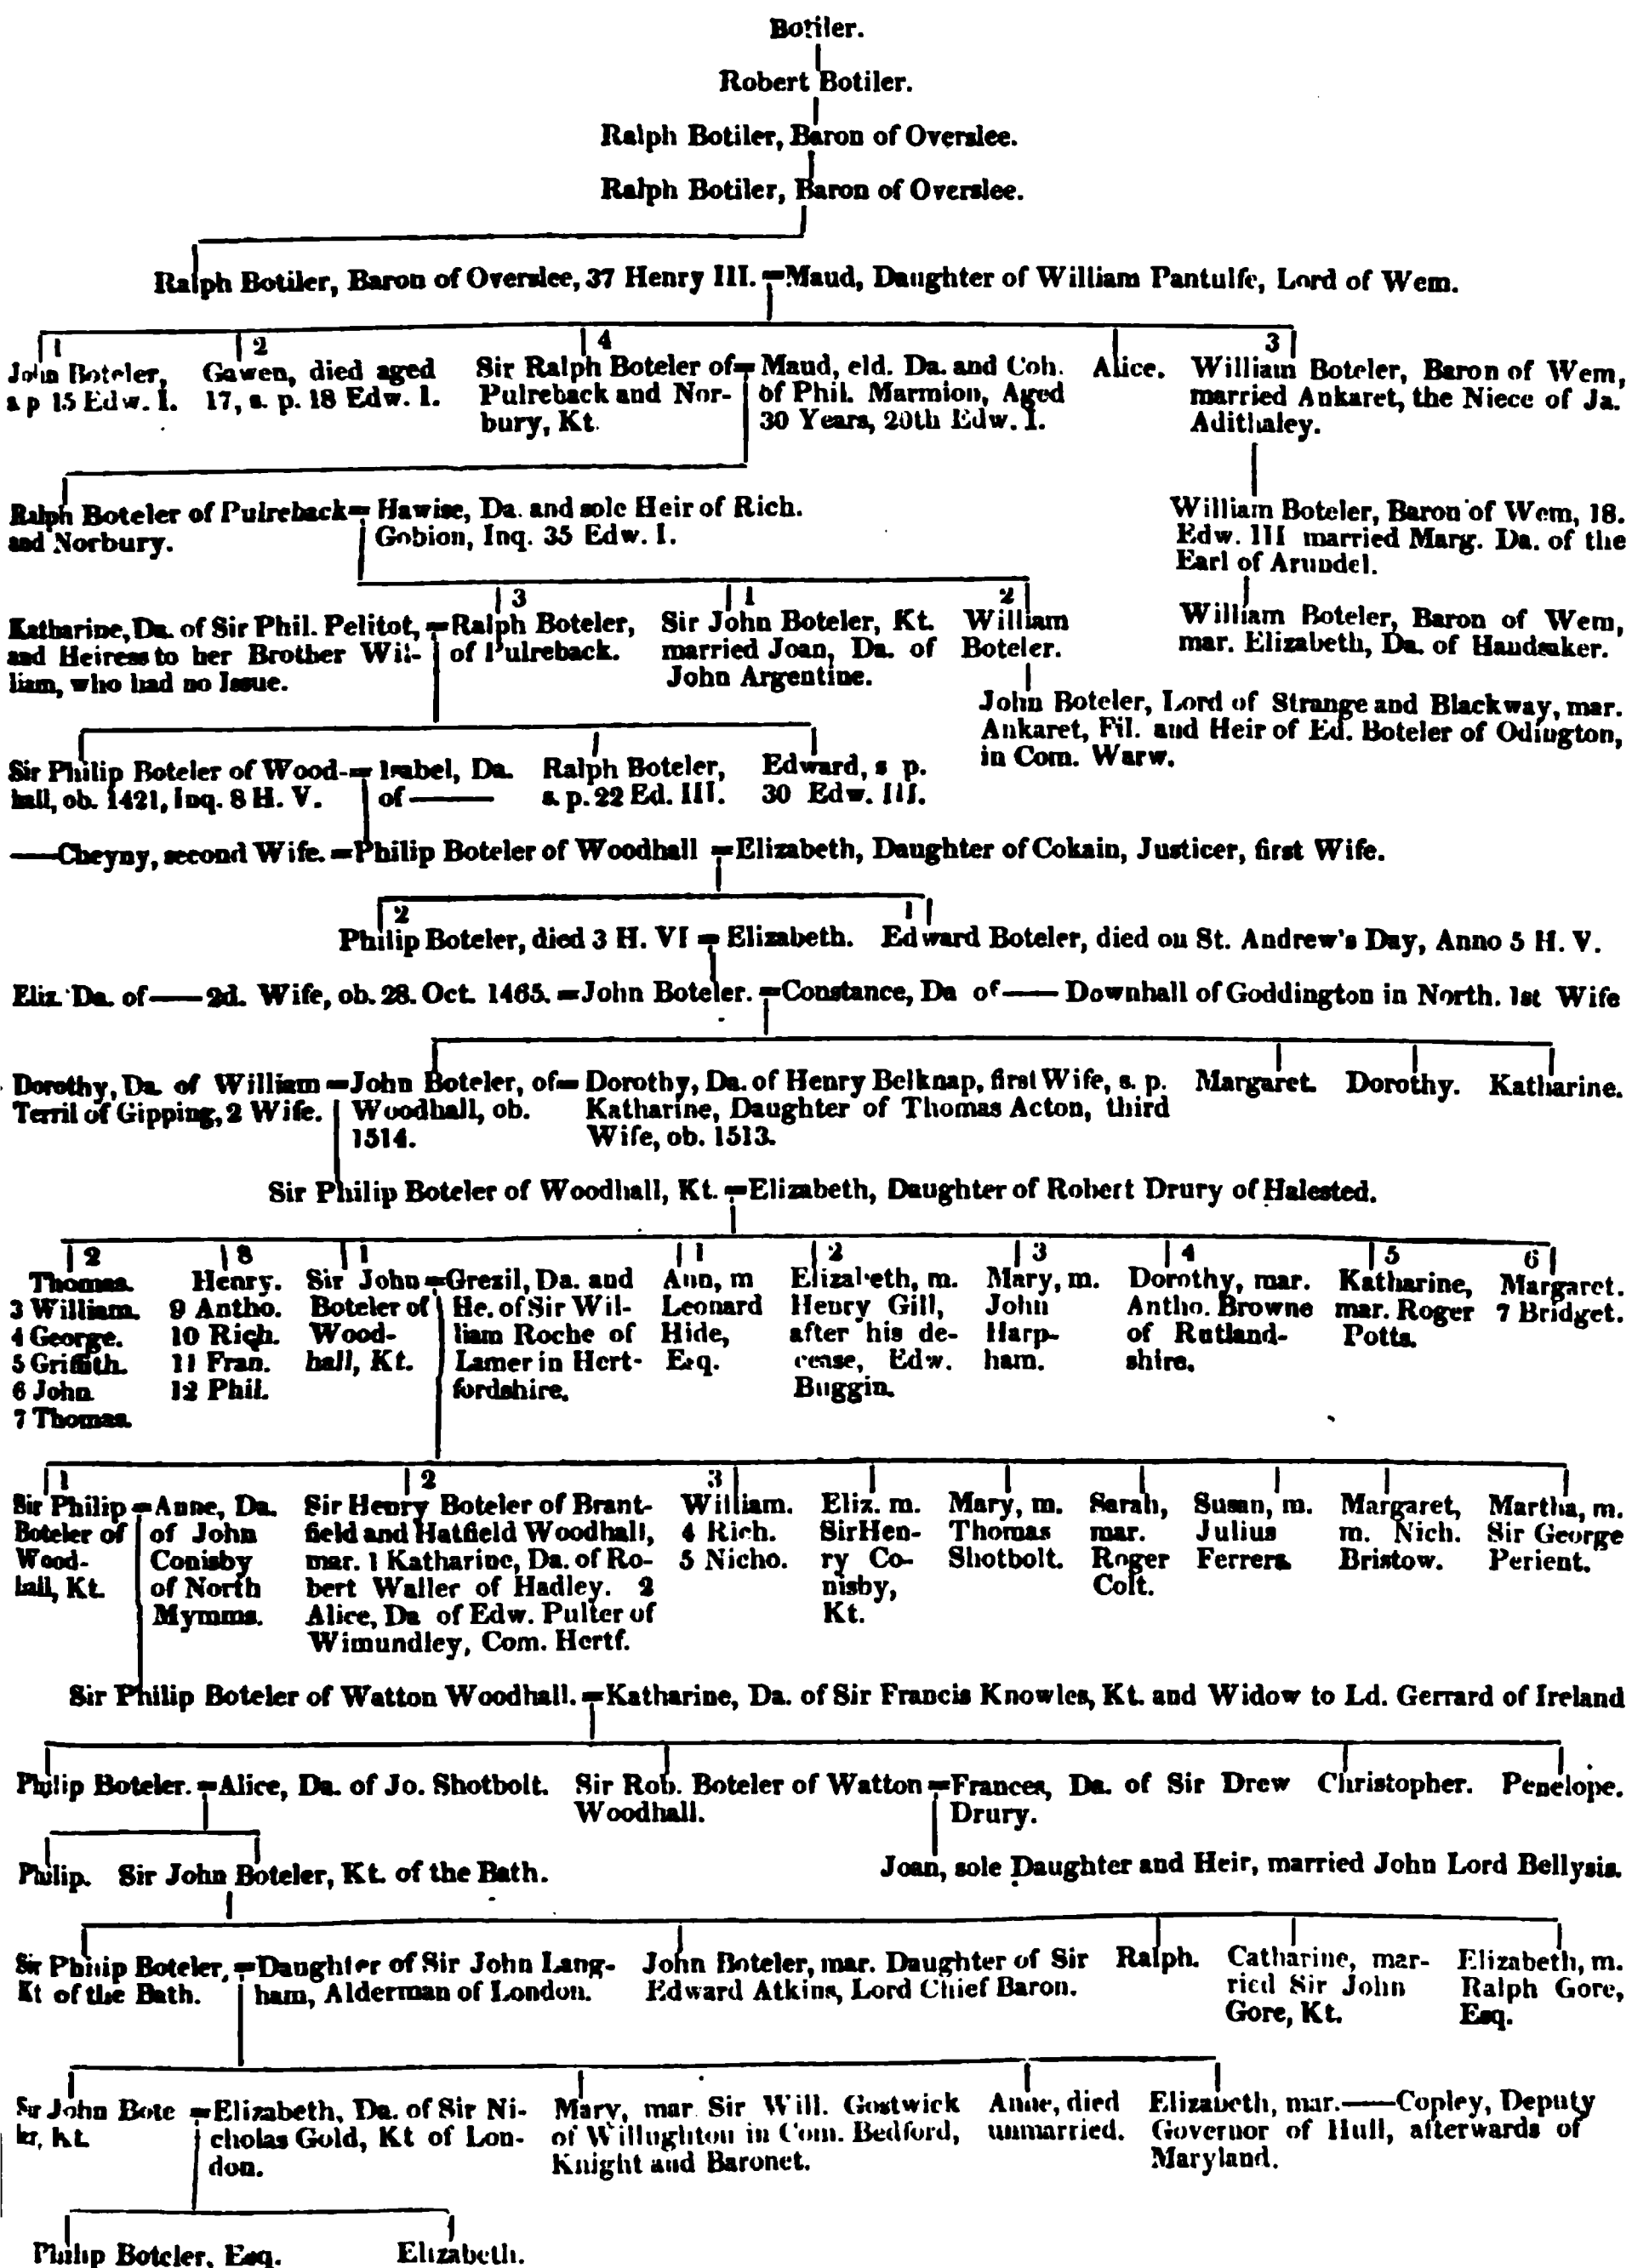 Botiler.
Robert Botiler.
Ralph Botiler, Baron of Overslee.
Ralph Botiler, Baron of Overslee.
Ralph Botiler, Baron of Overslee, 37 Henry III. = Maud, Daughter of William Pantulfe, Lord of Wem.
1
John Boteler,
s p 15 Edw. I.
2
Gawen, died aged
17, s. p. 18 Edw. I.
4
Sir Ralph Boteler of =
Pulreback and Nor-
bury, Kt.
Maud, eld. Da. and Coh.
of Phil. Marmion, Aged
30 Years, 20th Edw. I.
Alice.
3
William Boteler, Baron of Wem,
married Ankaret, the Niece of Ja.
Adithaley.
Ralph Boteler of Pulreback =
and Norbury.
Hawise, Da. and sole Heir of Rich.
Gobion, Inq. 35 Edw. I.
William Boteler, Baron of Wem, 18.
Edw. III married Marg. Da. of the
Earl of Arundel.
Katharine, Da. of Sir Phil. Pelitot, =
and Heiress to her Brother Wil-
liam, who had no Issue.
3
Ralph Boteler,
of Pulreback.
1
Sir John Boteler, Kt.
married Joan, Da. of
John Argentine.
2
William
Boteler.
William Boteler, Baron of Wem,
mar. Elizabeth, Da. of Handsaker.
John Boteler, Lord of Strange and Blackway, mar.
Ankaret, Fil. and Heir of Ed. Boteler of Odington,
in Com. Warw.
Sir Philip Boteler of Wood- =
hall, ob. 1421, Inq. 8 H. V.
Isabel, Da.
of ——
Ralph Boteler,
s. p. 22 Ed. III.
Edward, s p.
30 Edw. III.
——Cheyny, second Wife. = Philip Boteler of Woodhall = Elizabeth, Daughter of Cokain, Justicer, first Wife.
2
Philip Boteler, died 3 H. VI = Elizabeth.
1
Edward Boteler, died on St. Andrew's Day, Anno 5 H. V.
Eliz. Da. of —— 2d. Wife, ob. 28. Oct. 1465. = John Boteler. = Constance, Da of —— Downhall of Goddington in North. 1st Wife
Dorothy, Da. of William =
Terril of Gipping, 2 Wife.
John Boteler, of =
Woodhall, ob.
1514.
Dorothy, Da. of Henry Belknap, first Wife, s. p.
Katharine, Daughter of Thomas Acton, third
Wife, ob. 1513.
Margaret.
Dorothy.
Katharine.
Sir Philip Boteler of Woodhall, Kt. = Elizabeth, Daughter of Robert Drury of Halested.
2
Thomas.
3 William.
4 George.
5 Griffith.
6 John
7 Thomas.
8
Henry.
9 Antho.
10 Rich.
11 Fran.
12 Phil.
1
Sir John =
Boteler of
Wood-
hall, Kt.
Grezil, Da. and
He. of Sir Wil-
liam Roche of
Lamer in Hert-
fordshire.
1
Ann, m
Leonard
Hide,
Esq.
2
Elizabeth, m.
Henry Gill,
after his de-
cease, Edw.
Buggin.
3
Mary, m.
John
Harp-
ham.
4
Dorothy, mar.
Antho. Browne
of Rutland-
shire.
5
Katharine,
mar. Roger
Potts.
6
Margaret.
7 Bridget.
1
Sir Philip =
Boteler of
Wood-
hall, Kt.
Anne, Da.
of John
Conisby
of North
Mymms.
2
Sir Henry Boteler of Brant-
field and Hatfield Woodhall,
mar. 1 Katharine, Da. of Ro-
bert Waller of Hadley. 2
Alice, Da of Edw. Pulter of
Wimundley, Com. Hertf.
3
William.
4 Rich.
5 Nicho.
Eliz. m.
Sir Hen-
ry Co-
nisby,
Kt.
Mary, m.
Thomas
Shotbolt.
Sarah,
mar.
Roger
Colt.
Susan, m.
Julius
Ferrers.
Margaret,
m. Nich.
Bristow.
Martha, m.
Sir George
Perient.
Sir Philip Boteler of Watton Woodhall. = Katharine, Da. of Sir Francis Knowles, Kt. and Widow to Ld. Gerrard of Ireland
Philip Boteler. = Alice, Da. of Jo. Shotbolt.
Sir Rob. Boteler of Watton =
Woodhall.
Frances, Da. of Sir Drew
Drury.
Christopher.
Penelope.
Philip.
Sir John Boteler, Kt. of the Bath.
Joan, sole Daughter and Heir, married John Lord Bellysis.
Sir Philip Boteler, =
Kt of the Bath.
Daughter of Sir John Lang-
ham, Alderman of London.
John Boteler, mar. Daughter of Sir
Edward Atkins, Lord Chief Baron.
Ralph.
Catharine, mar-
ried Sir John
Gore, Kt.
Elizabeth, m.
Ralph Gore,
Esq.
Sir John Bote =
ler, Kt.
Elizabeth, Da. of Sir Ni-
cholas Gold, Kt of Lon-
don.
Mary, mar Sir Will. Gostwick
of Willughton in Com. Bedford,
Knight and Baronet.
Anne, died
unmarried.
Elizabeth, mar.——Copley, Deputy
Governor of Hull, afterwards of
Maryland.
Philip Boteler, Esq.
Elizabeth.